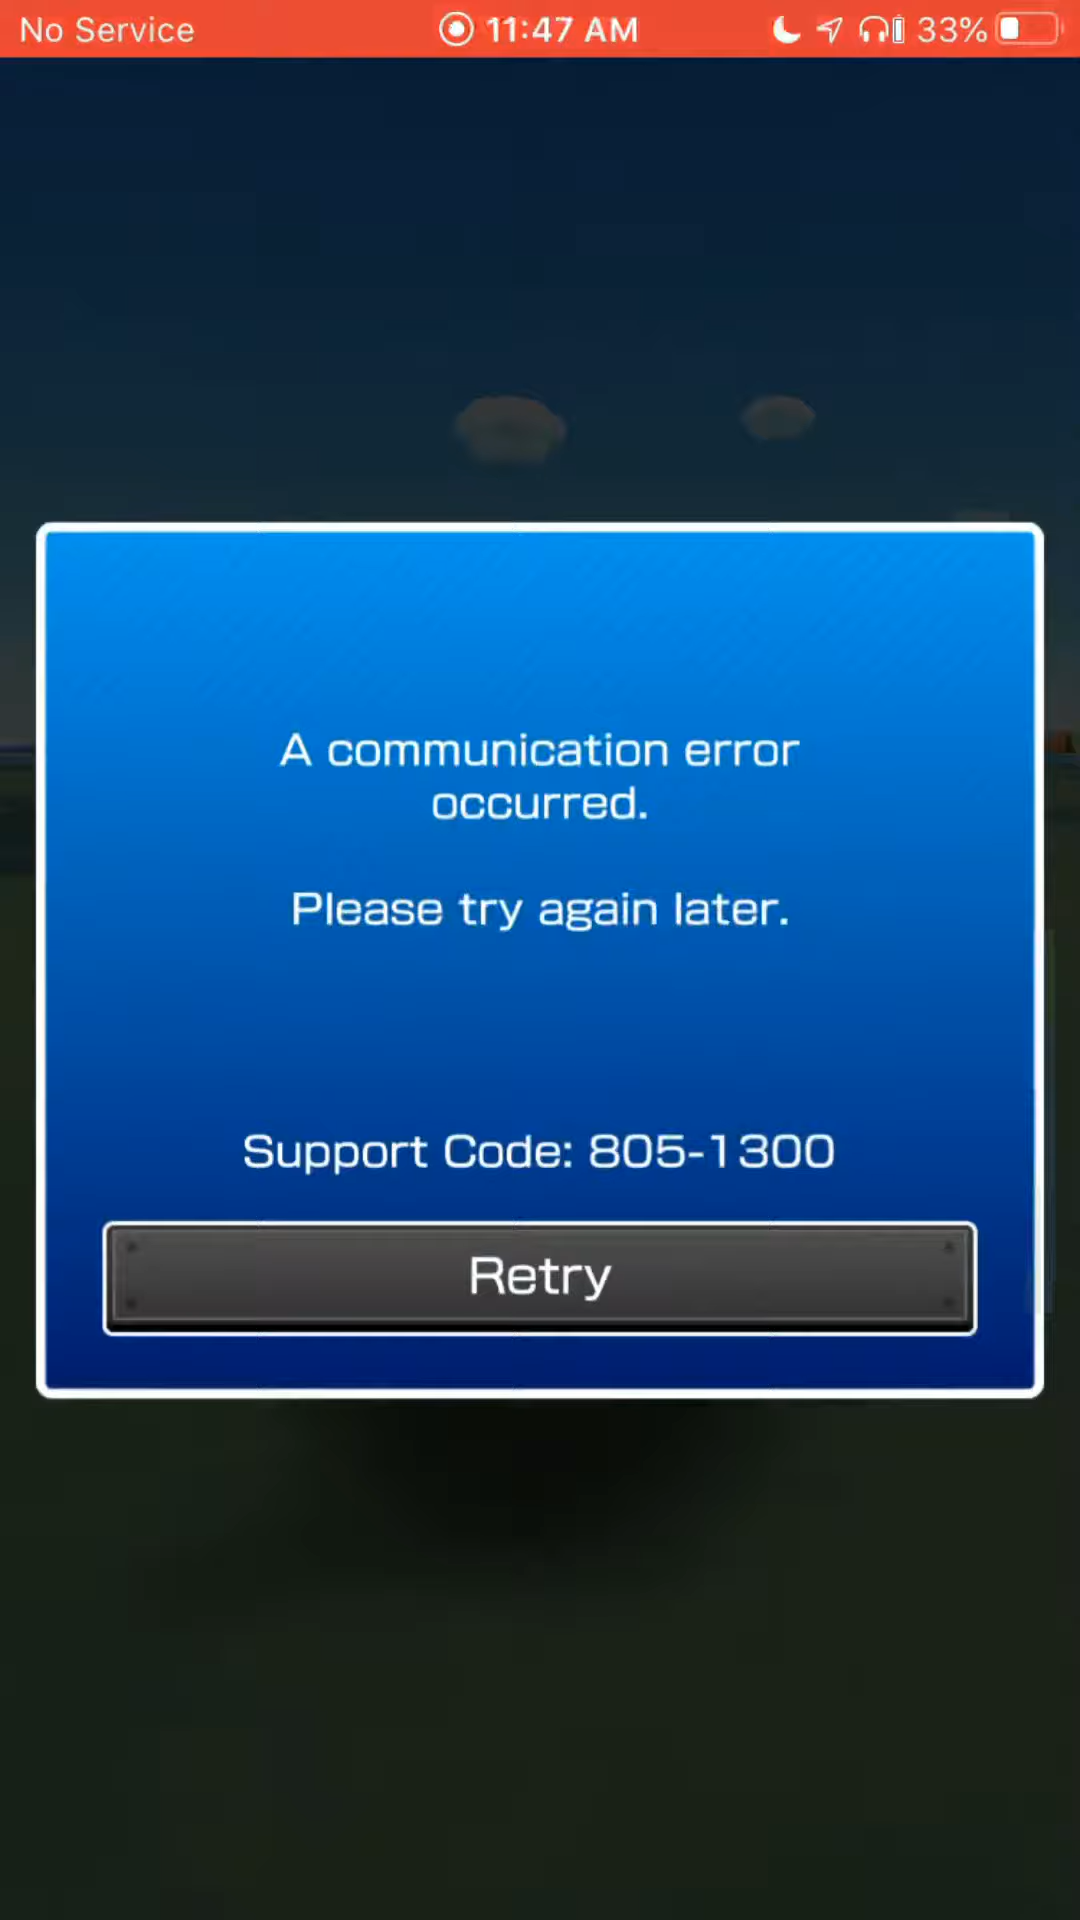 No Service 11:47 AM 33%
A communication error
occurred.
Please try again later.
Support Code: 805-1300
Retry